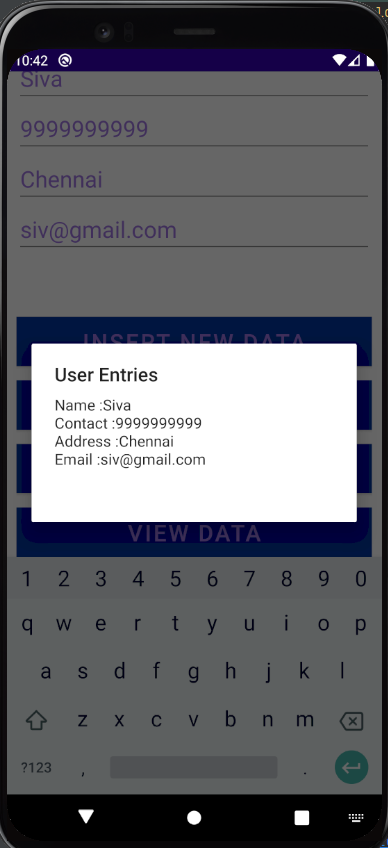 10:42
Siva
9999999999
Chennai
siv@gmail.com
INSERT NEW DATA
User Entries
Name :Siva
Contact :9999999999
Address :Chennai
Email :siv@gmail.com
VIEW DATA
1 2 3 4 5 6 7 8 9 0
q w e r t y u i o p
a s d f g h j k l
z x c v b n m
?123 , .